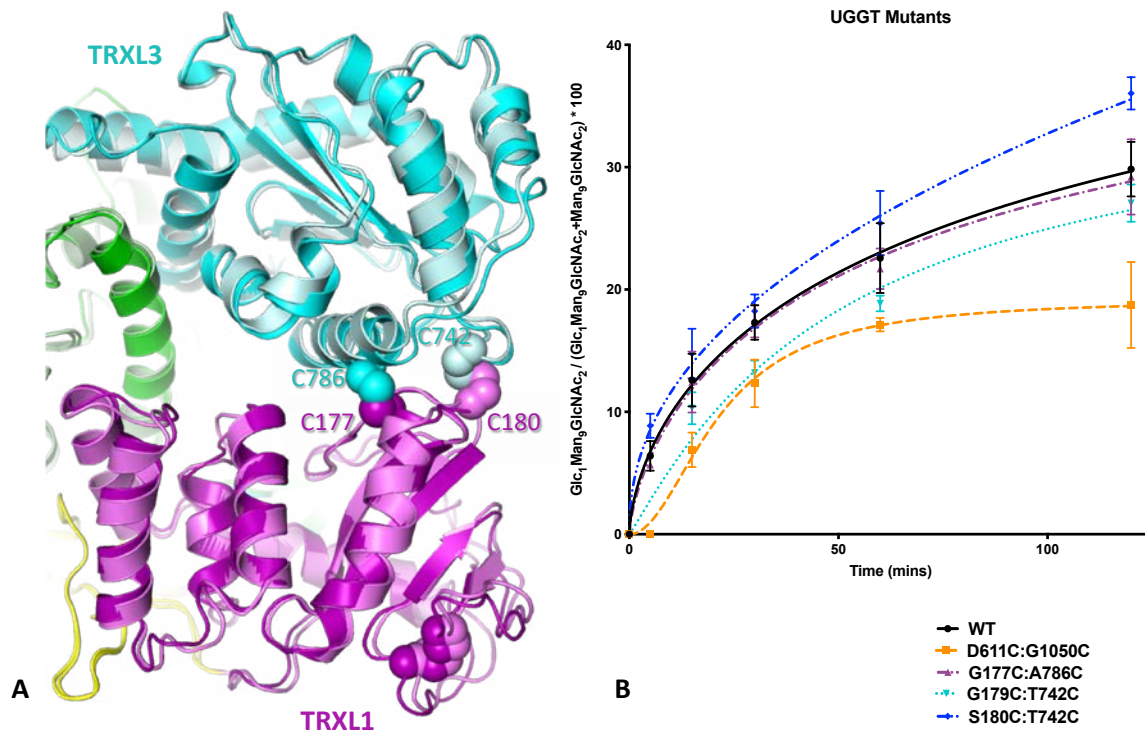 TRXL3
C742
C786
C177
C180
A
TRXL1
UGGT Mutants
40
30
20
10
0
0
50
100
Glc₁Man₉GlcNAc₂ / (Glc₁Man₉GlcNAc₂+Man₉GlcNAc₂) * 100
Time (mins)
B
WT
D611C:G1050C
G177C:A786C
G179C:T742C
S180C:T742C